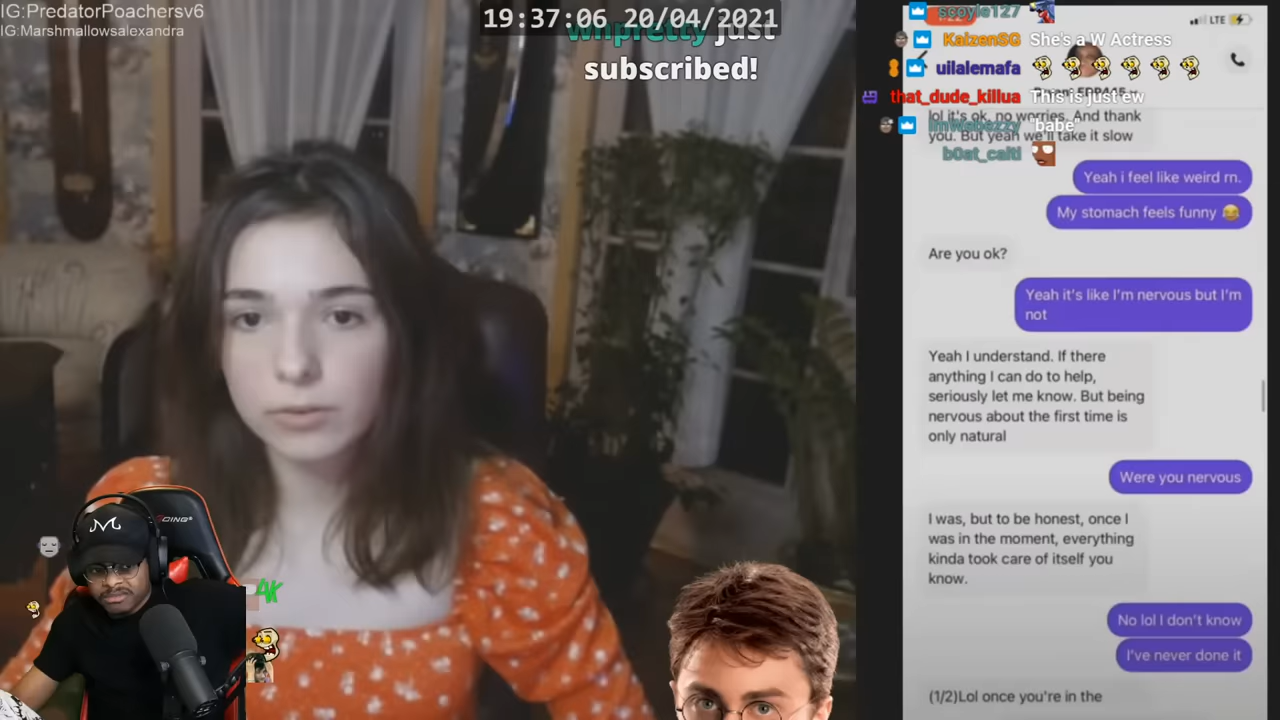 IG:PredatorPoachersv6
IG:Marshmallowsalexandra
19:37:06 20/04/2021
whpretty just
subscribed!
scoyle127
LTE
KaizenSG She's a W Actress
uilalemafa
that_dude_killua This is just ew
babe
b0at_caiti
lol it's ok, no worries. And thank
you. But yeah we'll take it slow
Yeah i feel like weird rn.
My stomach feels funny 😂
Are you ok?
Yeah it's like I'm nervous but I'm
not
Yeah I understand. If there
anything I can do to help,
seriously let me know. But being
nervous about the first time is
only natural
Were you nervous
I was, but to be honest, once I
was in the moment, everything
kinda took care of itself you
know.
No lol I don't know
I've never done it
(1/2)Lol once you're in the
AK